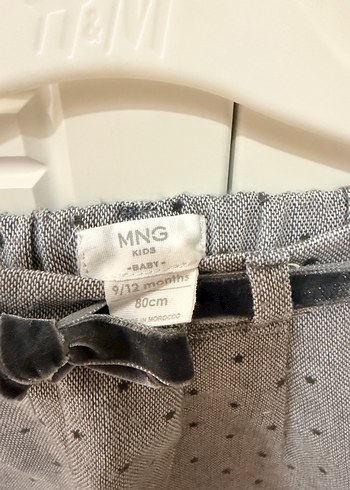 H&M
MNG
KIDS
-BABY-
9/12 months
80cm
IN MOROCCO